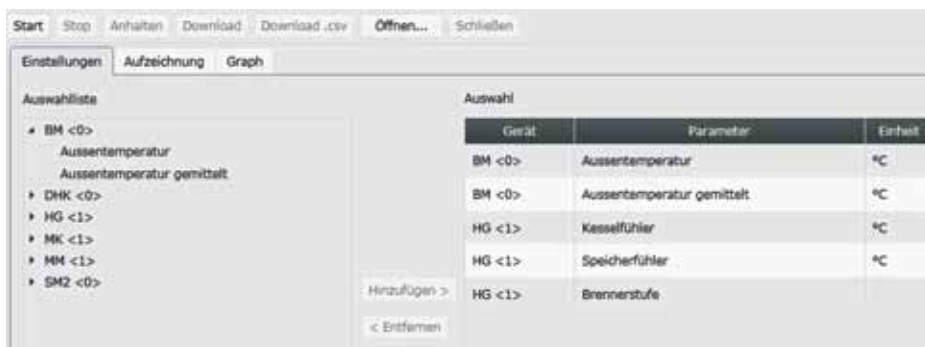 Start Stop Anhalten Download Download .csv Öffnen... Schließen
Einstellungen Aufzeichnung Graph
Auswahlliste
BM <0>
Aussentemperatur
Aussentemperatur gemittelt
DHK <0>
HG <1>
MK <1>
MM <1>
SM2 <0>
Hinzufügen >
< Entfernen
Auswahl
Gerät Parameter Einheit
BM <0> Aussentemperatur °C
BM <0> Aussentemperatur gemittelt °C
HG <1> Kesselfühler °C
HG <1> Speicherfühler °C
HG <1> Brennerstufe